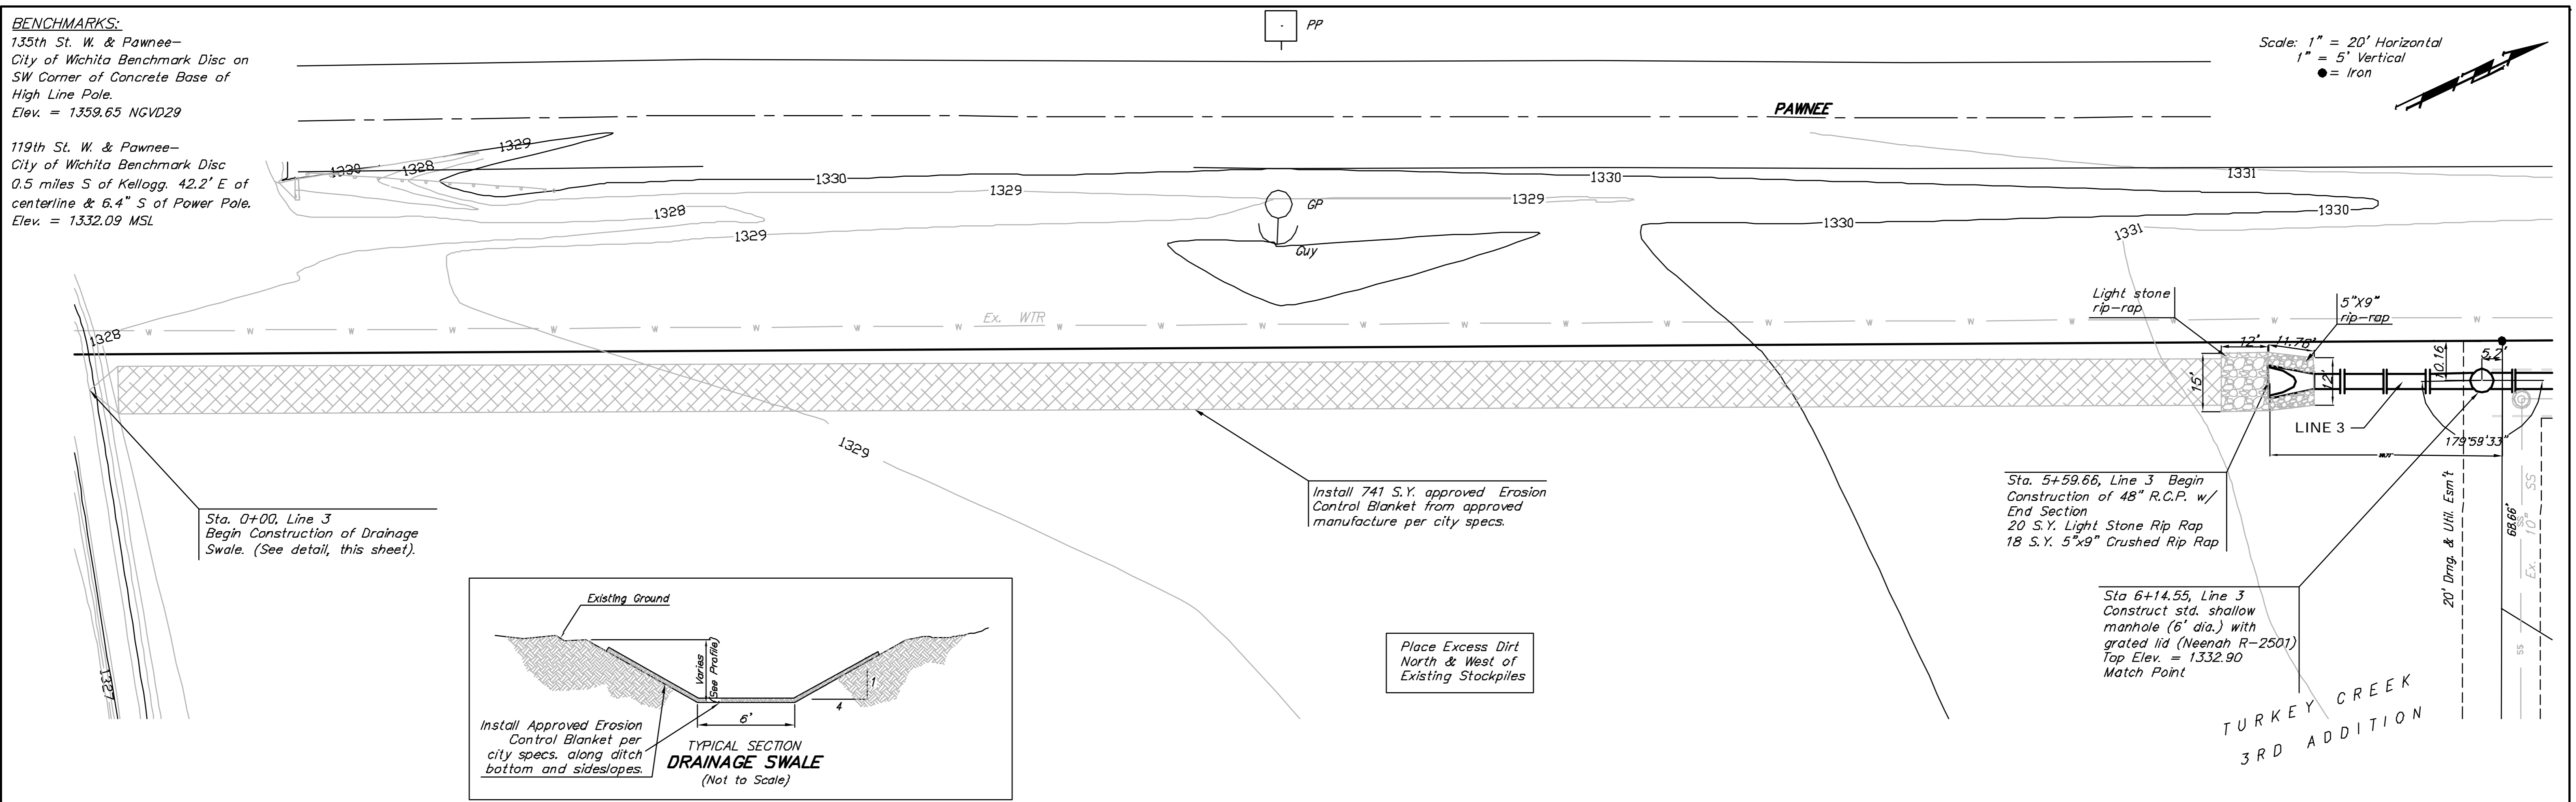 BENCHMARKS:
135th St. W. & Pawnee-
City of Wichita Benchmark Disc on
SW Corner of Concrete Base of
High Line Pole.
Elev. = 1359.65 NGVD29
119th St. W. & Pawnee-
City of Wichita Benchmark Disc
0.5 miles S of Kellogg. 42.2' E of
centerline & 6.4" S of Power Pole.
Elev. = 1332.09 MSL
PP
Scale: 1" = 20' Horizontal
1" = 5' Vertical
= Iron
PAWNEE
1329
1330
1328
1330
1329
1330
1331
1328
GP
1329
1330
1329
1330
1331
Guy
Light stone
rip-rap
5"X9"
rip-rap
Ex. WTR
W W W W W W W W W W W W W W W W W W W W W W W W
1328
12'
11.76'
10.16
5.2'
15'
12'
LINE 3
179°59'33"
1329
Sta. 0+00, Line 3
Begin Construction of Drainage
Swale. (See detail, this sheet).
Install 741 S.Y. approved Erosion
Control Blanket from approved
manufacture per city specs.
Sta. 5+59.66, Line 3 Begin
Construction of 48" R.C.P. w/
End Section
20 S.Y. Light Stone Rip Rap
18 S.Y. 5"x9" Crushed Rip Rap
20' Drng. & Util. Esm't
68.66'
SS
Ex. 10" SS
SS
Sta 6+14.55, Line 3
Construct std. shallow
manhole (6' dia.) with
grated lid (Neenah R-2501)
Top Elev. = 1332.90
Match Point
1327
Existing Ground
Varies
(See Profile)
1
4
6'
Install Approved Erosion
Control Blanket per
city specs. along ditch
bottom and sideslopes.
TYPICAL SECTION
DRAINAGE SWALE
(Not to Scale)
Place Excess Dirt
North & West of
Existing Stockpiles
TURKEY CREEK
3RD ADDITION